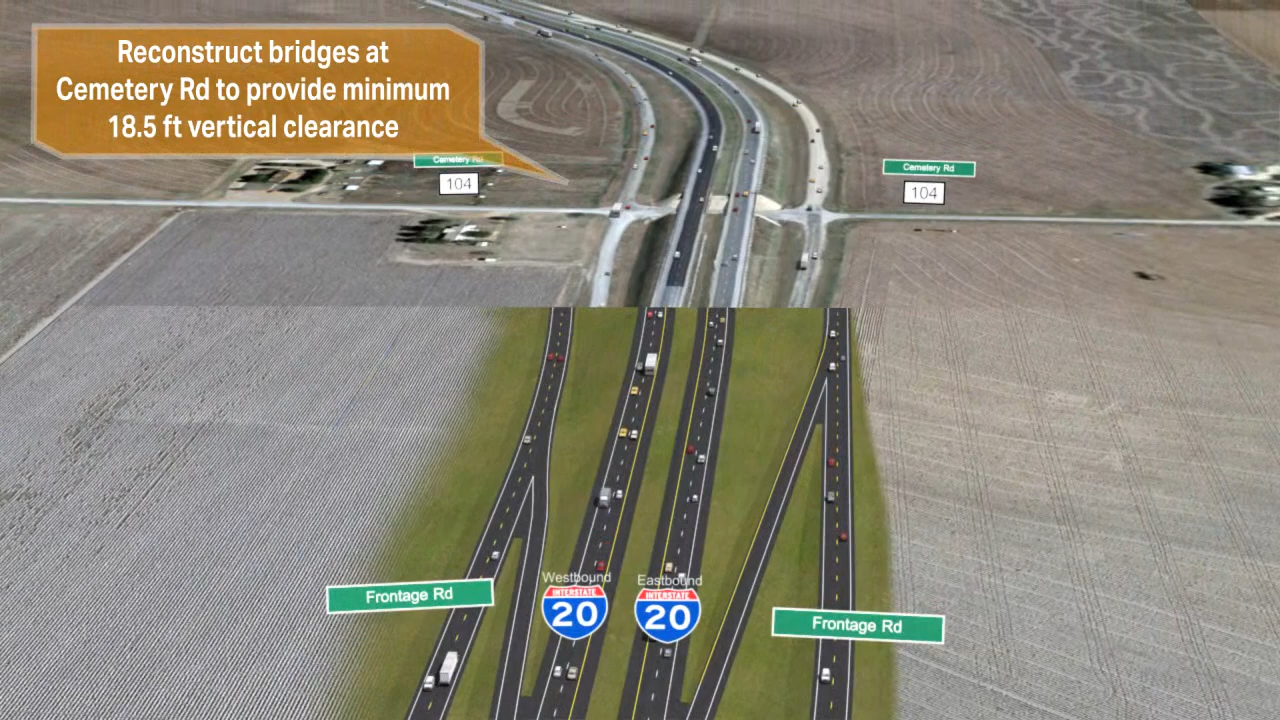 Reconstruct bridges at
Cemetery Rd to provide minimum
18.5 ft vertical clearance
Cemetery Rd
104
Cemetery Rd
104
Westbound
INTERSTATE
20
Eastbound
INTERSTATE
20
Frontage Rd
Frontage Rd